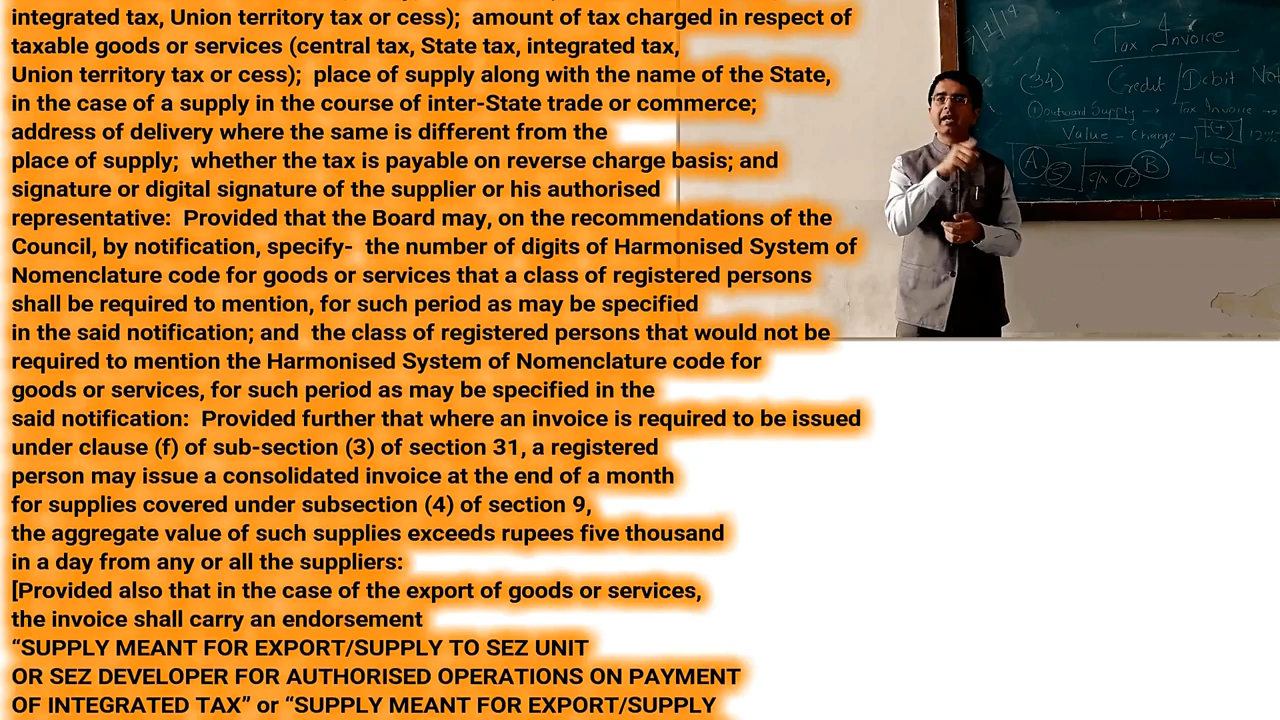 integrated tax, Union territory tax or cess);  amount of tax charged in respect of
taxable goods or services (central tax, State tax, integrated tax,
Union territory tax or cess);  place of supply along with the name of the State,
in the case of a supply in the course of inter-State trade or commerce;
address of delivery where the same is different from the
place of supply;  whether the tax is payable on reverse charge basis; and
signature or digital signature of the supplier or his authorised
representative:  Provided that the Board may, on the recommendations of the
Council, by notification, specify-  the number of digits of Harmonised System of
Nomenclature code for goods or services that a class of registered persons
shall be required to mention, for such period as may be specified
in the said notification; and  the class of registered persons that would not be
required to mention the Harmonised System of Nomenclature code for
goods or services, for such period as may be specified in the
said notification:  Provided further that where an invoice is required to be issued
under clause (f) of sub-section (3) of section 31, a registered
person may issue a consolidated invoice at the end of a month
for supplies covered under subsection (4) of section 9,
the aggregate value of such supplies exceeds rupees five thousand
in a day from any or all the suppliers:
[Provided also that in the case of the export of goods or services,
the invoice shall carry an endorsement
“SUPPLY MEANT FOR EXPORT/SUPPLY TO SEZ UNIT
OR SEZ DEVELOPER FOR AUTHORISED OPERATIONS ON PAYMENT
OF INTEGRATED TAX” or “SUPPLY MEANT FOR EXPORT/SUPPLY
Tax Invoice
(34) Credit / Debit Not
① Outward Supply → Tax Invoice →
Value - Charge (+) 12%
(-)
A S P B